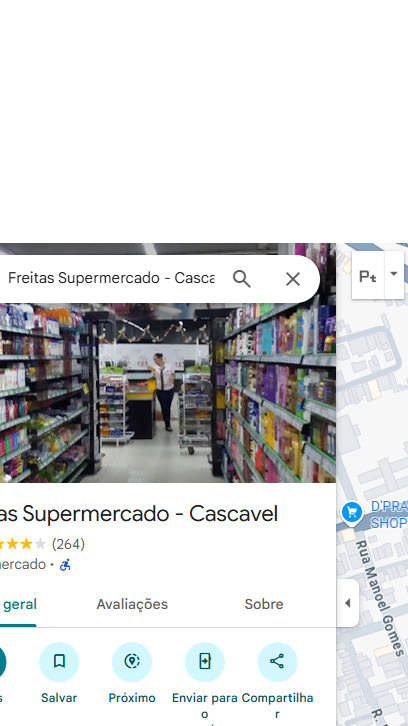 Freitas Supermercado - Casca
as Supermercado - Cascavel
(264)
ercado ·
geral Avaliações Sobre
s Salvar Próximo Enviar para o Compartilhar
D'PRA
SHOP
Rua Manoel Gomes
R.